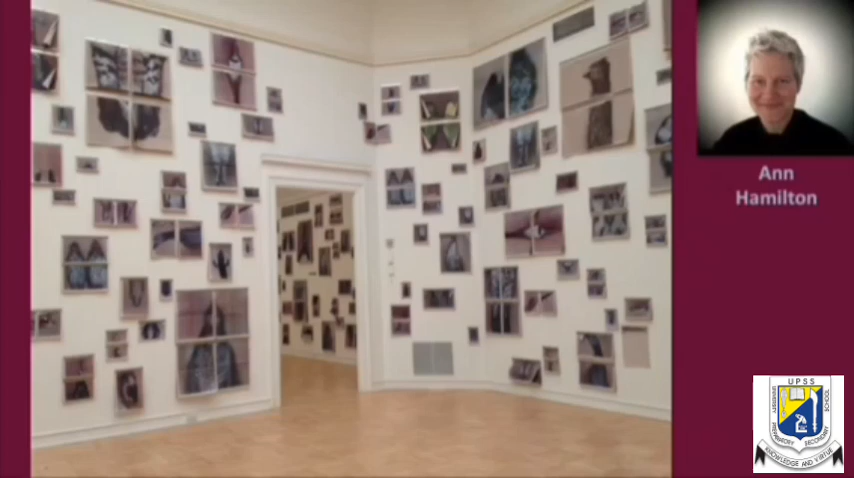 Ann
Hamilton
UPSS
UNIVERSITY PREPARATORY SECONDARY SCHOOL
KNOWLEDGE AND VIRTUE